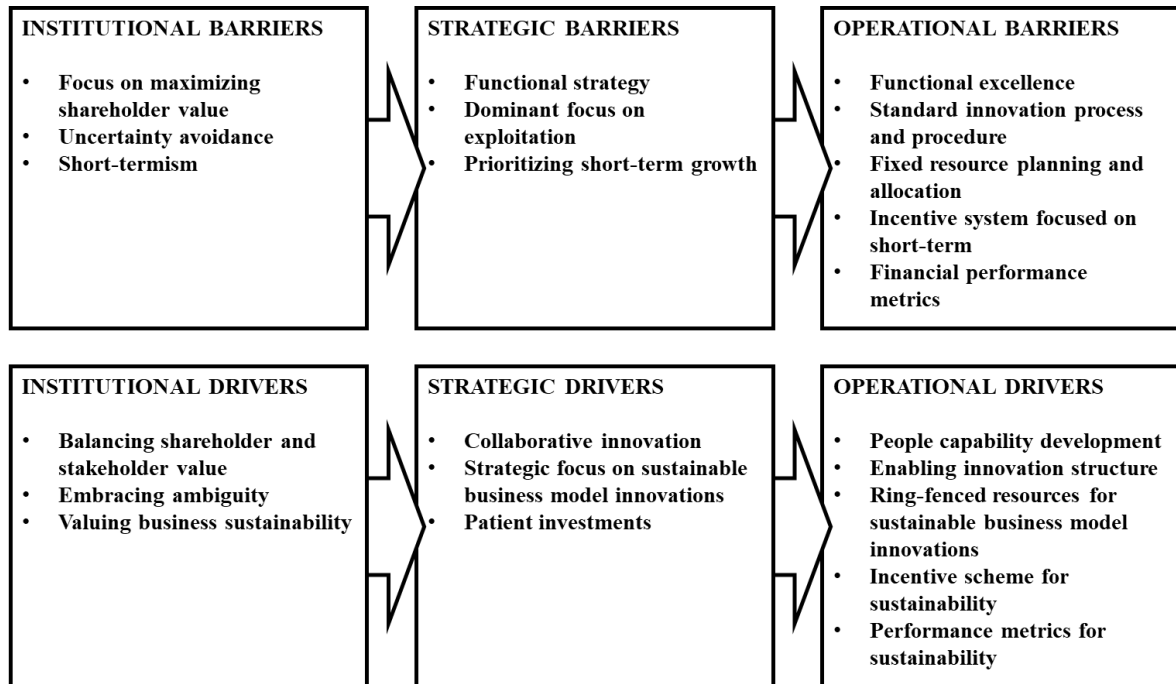 INSTITUTIONAL BARRIERS
• Focus on maximizing
shareholder value
• Uncertainty avoidance
• Short-termism
STRATEGIC BARRIERS
• Functional strategy
• Dominant focus on
exploitation
• Prioritizing short-term growth
OPERATIONAL BARRIERS
• Functional excellence
• Standard innovation process
and procedure
• Fixed resource planning and
allocation
• Incentive system focused on
short-term
• Financial performance
metrics
INSTITUTIONAL DRIVERS
• Balancing shareholder and
stakeholder value
• Embracing ambiguity
• Valuing business sustainability
STRATEGIC DRIVERS
• Collaborative innovation
• Strategic focus on sustainable
business model innovations
• Patient investments
OPERATIONAL DRIVERS
• People capability development
• Enabling innovation structure
• Ring-fenced resources for
sustainable business model
innovations
• Incentive scheme for
sustainability
• Performance metrics for
sustainability